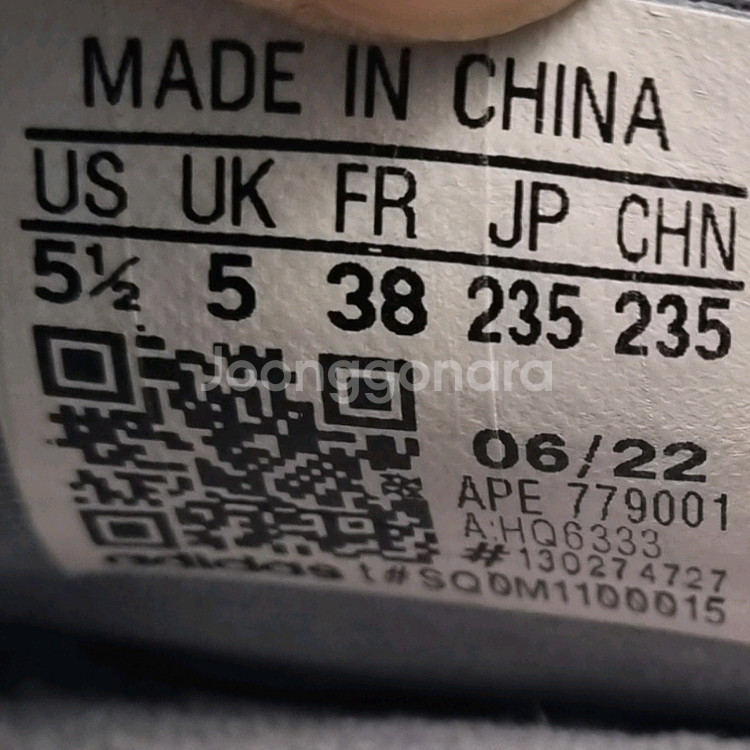 MADE IN CHINA
US UK FR JP CHN
5½ 5 38 235 235
Joonggonara
06/22
APE 779001
A:HQ6333
#130274727
adidas t#SQ0M1100015